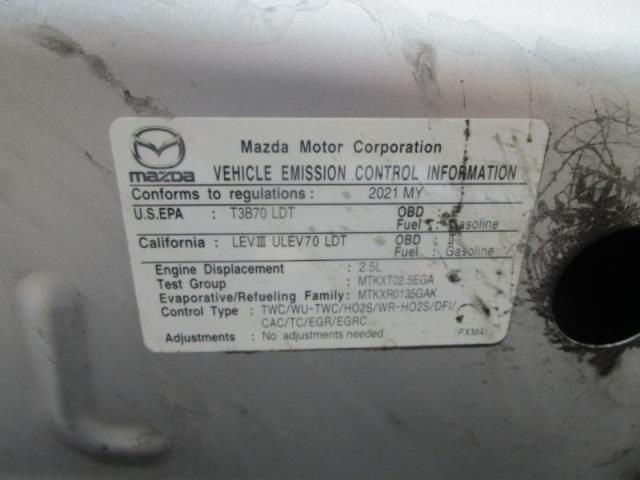 Mazda Motor Corporation
mazda VEHICLE EMISSION CONTROL INFORMATION
Conforms to regulations : 2021 MY
U.S.EPA : T3B70 LDT OBD :
Fuel : Gasoline
California : LEVIII ULEV70 LDT OBD : II
Fuel : Gasoline
Engine Displacement : 2.5L
Test Group : MTKXT02.5EGA
Evaporative/Refueling Family: MTKXR0135GAK
Control Type : TWC/WU-TWC/HO2S/WR-HO2S/DFI/
CAC/TC/EGR/EGRC
Adjustments : No adjustments needed
(PXM4)